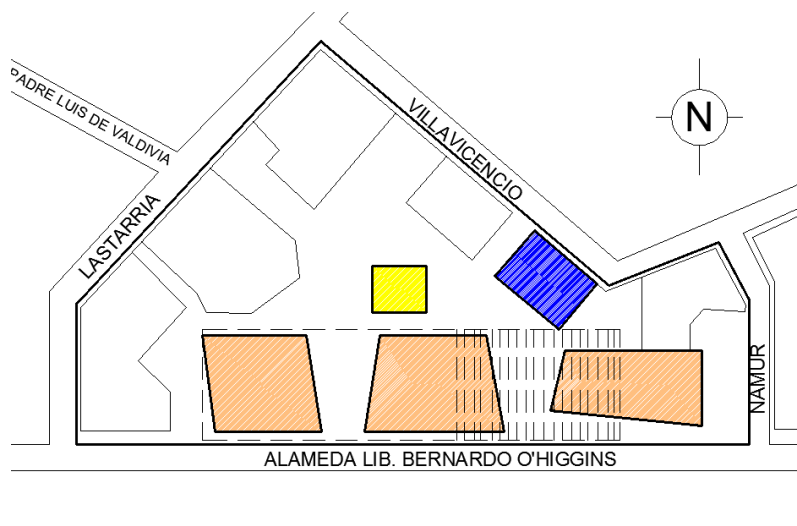 PADRE LUIS DE VALDIVIA
VILLAVICENCIO
N
LASTARRIA
NAMUR
ALAMEDA LIB. BERNARDO O'HIGGINS